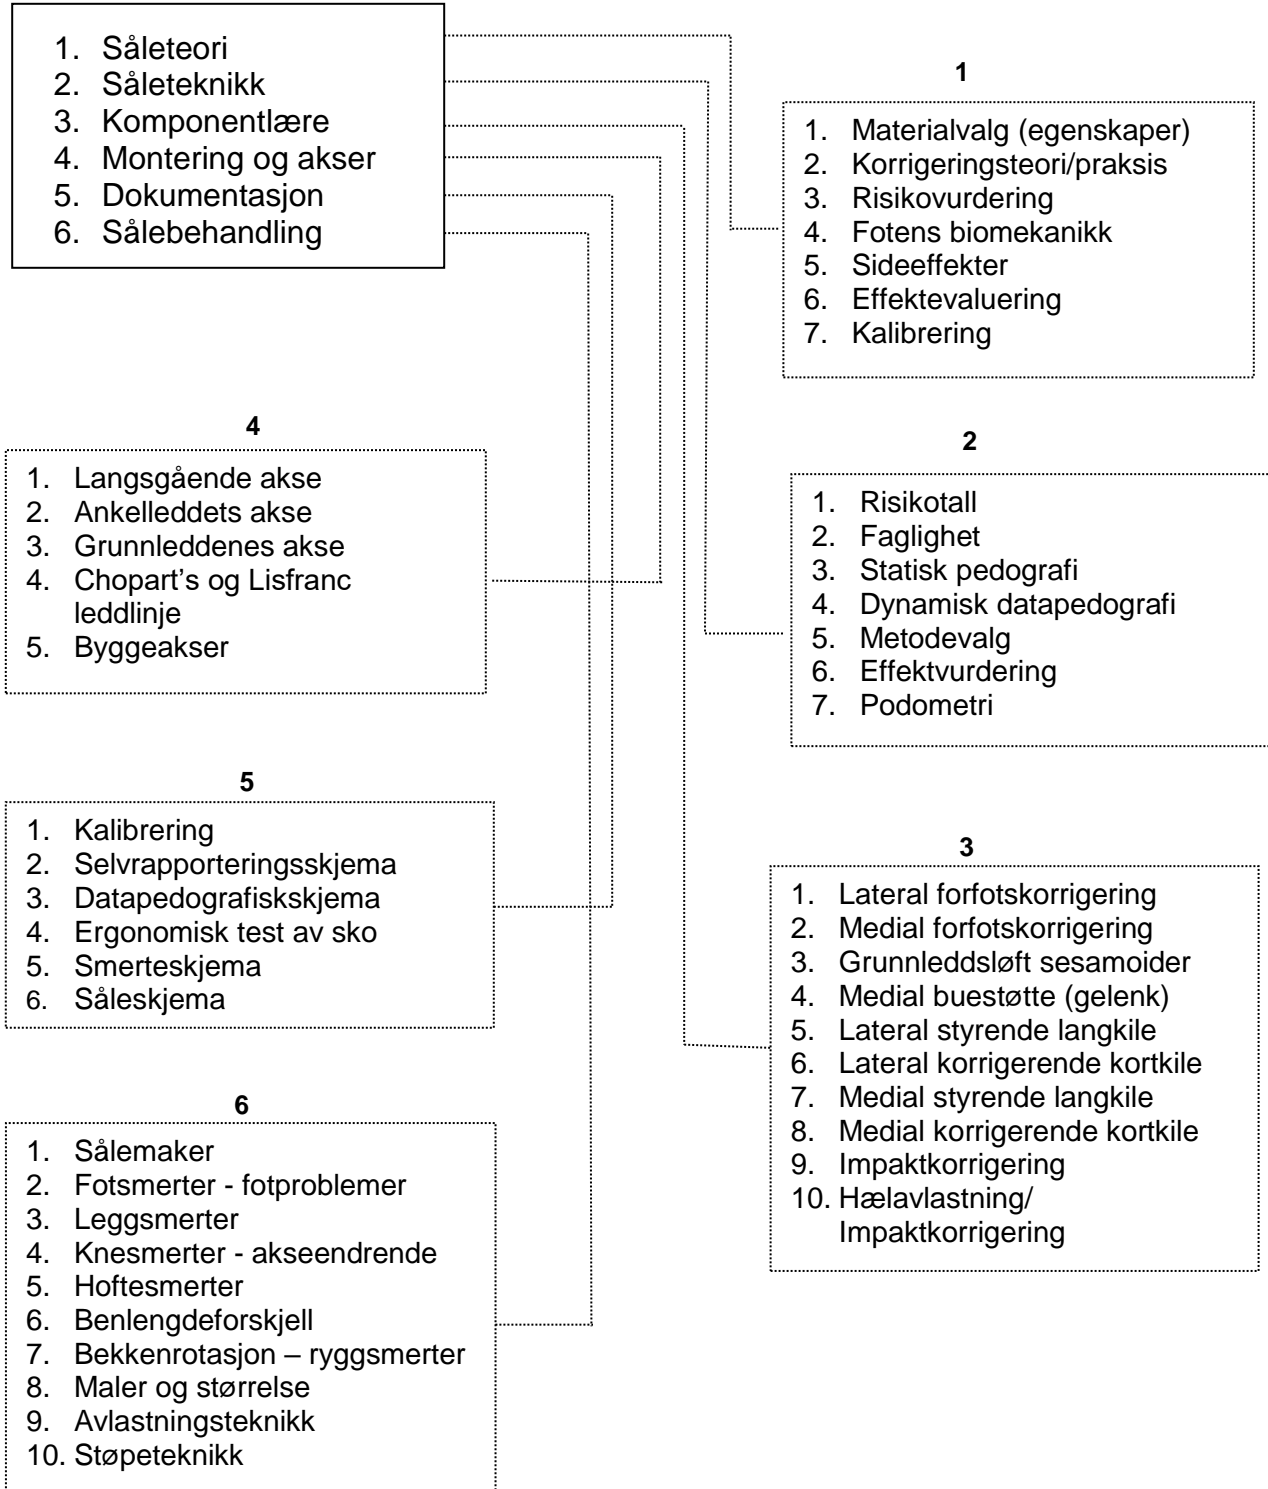 1. Såleteori
2. Såleteknikk
3. Komponentlære
4. Montering og akser
5. Dokumentasjon
6. Sålebehandling
1
1. Materialvalg (egenskaper)
2. Korrigeringsteori/praksis
3. Risikovurdering
4. Fotens biomekanikk
5. Sideeffekter
6. Effektevaluering
7. Kalibrering
4
1. Langsgående akse
2. Ankelleddets akse
3. Grunnleddenes akse
4. Chopart's og Lisfranc
leddlinje
5. Byggeakser
2
1. Risikotall
2. Faglighet
3. Statisk pedografi
4. Dynamisk datapedografi
5. Metodevalg
6. Effektvurdering
7. Podometri
5
1. Kalibrering
2. Selvrapporteringsskjema
3. Datapedografiskskjema
4. Ergonomisk test av sko
5. Smerteskjema
6. Såleskjema
3
1. Lateral forfotskorrigering
2. Medial forfotskorrigering
3. Grunnleddsløft sesamoider
4. Medial buestøtte (gelenk)
5. Lateral styrende langkile
6. Lateral korrigerende kortkile
7. Medial styrende langkile
8. Medial korrigerende kortkile
9. Impaktkorrigering
10. Hælavlastning/
Impaktkorrigering
6
1. Sålemaker
2. Fotsmerter - fotproblemer
3. Leggsmerter
4. Knesmerter - akseendrende
5. Hoftesmerter
6. Benlengdeforskjell
7. Bekkenrotasjon – ryggsmerter
8. Maler og størrelse
9. Avlastningsteknikk
10. Støpeteknikk